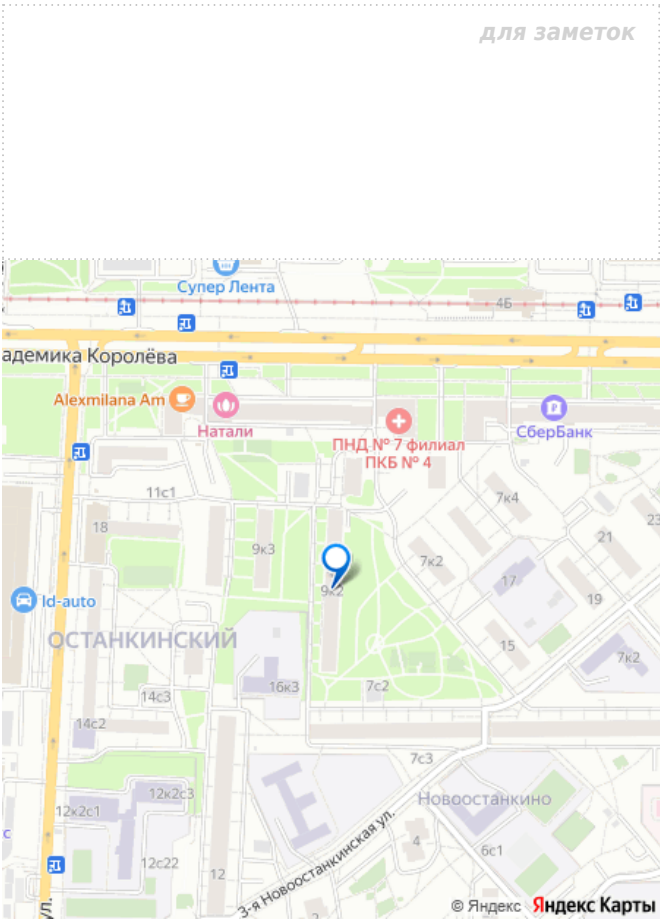 для заметок
Супер Лента
4Б
адемика Королёва
Alexmilana Am
Натали
СберБанк
ПНД № 7 филиал
ПКБ № 4
11с1
7к4
18
23
21
9к3
7к2
9к2
17
19
Id-auto
ОСТАНКИНСКИЙ
15
7к2
16к3
7с2
14с3
14с2
7с3
12к2с3
Новоостанкино
12к2с1
с
3-я Новоостанкинская ул.
4
6с1
12с22
12
ул.
© Яндекс Яндекс Карты